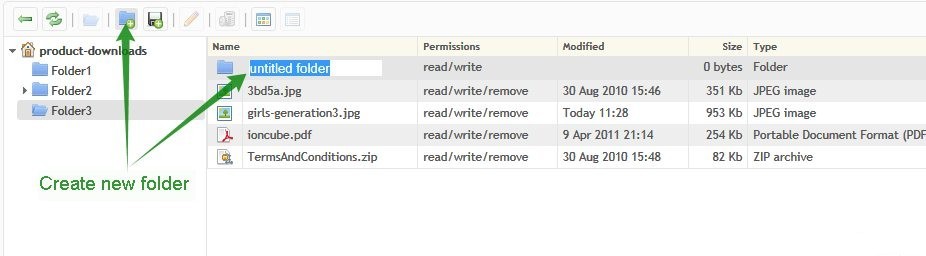 product-downloads
Folder1
Folder2
Folder3
Create new folder
Name Permissions Modified Size Type
untitled folder read/write 0 bytes Folder
3bd5a.jpg read/write/remove 30 Aug 2010 15:46 351 Kb JPEG image
girls-generation3.jpg read/write/remove Today 11:28 953 Kb JPEG image
ioncube.pdf read/write/remove 9 Apr 2011 21:14 254 Kb Portable Document Format (PDF
TermsAndConditions.zip read/write/remove 30 Aug 2010 15:48 82 Kb ZIP archive